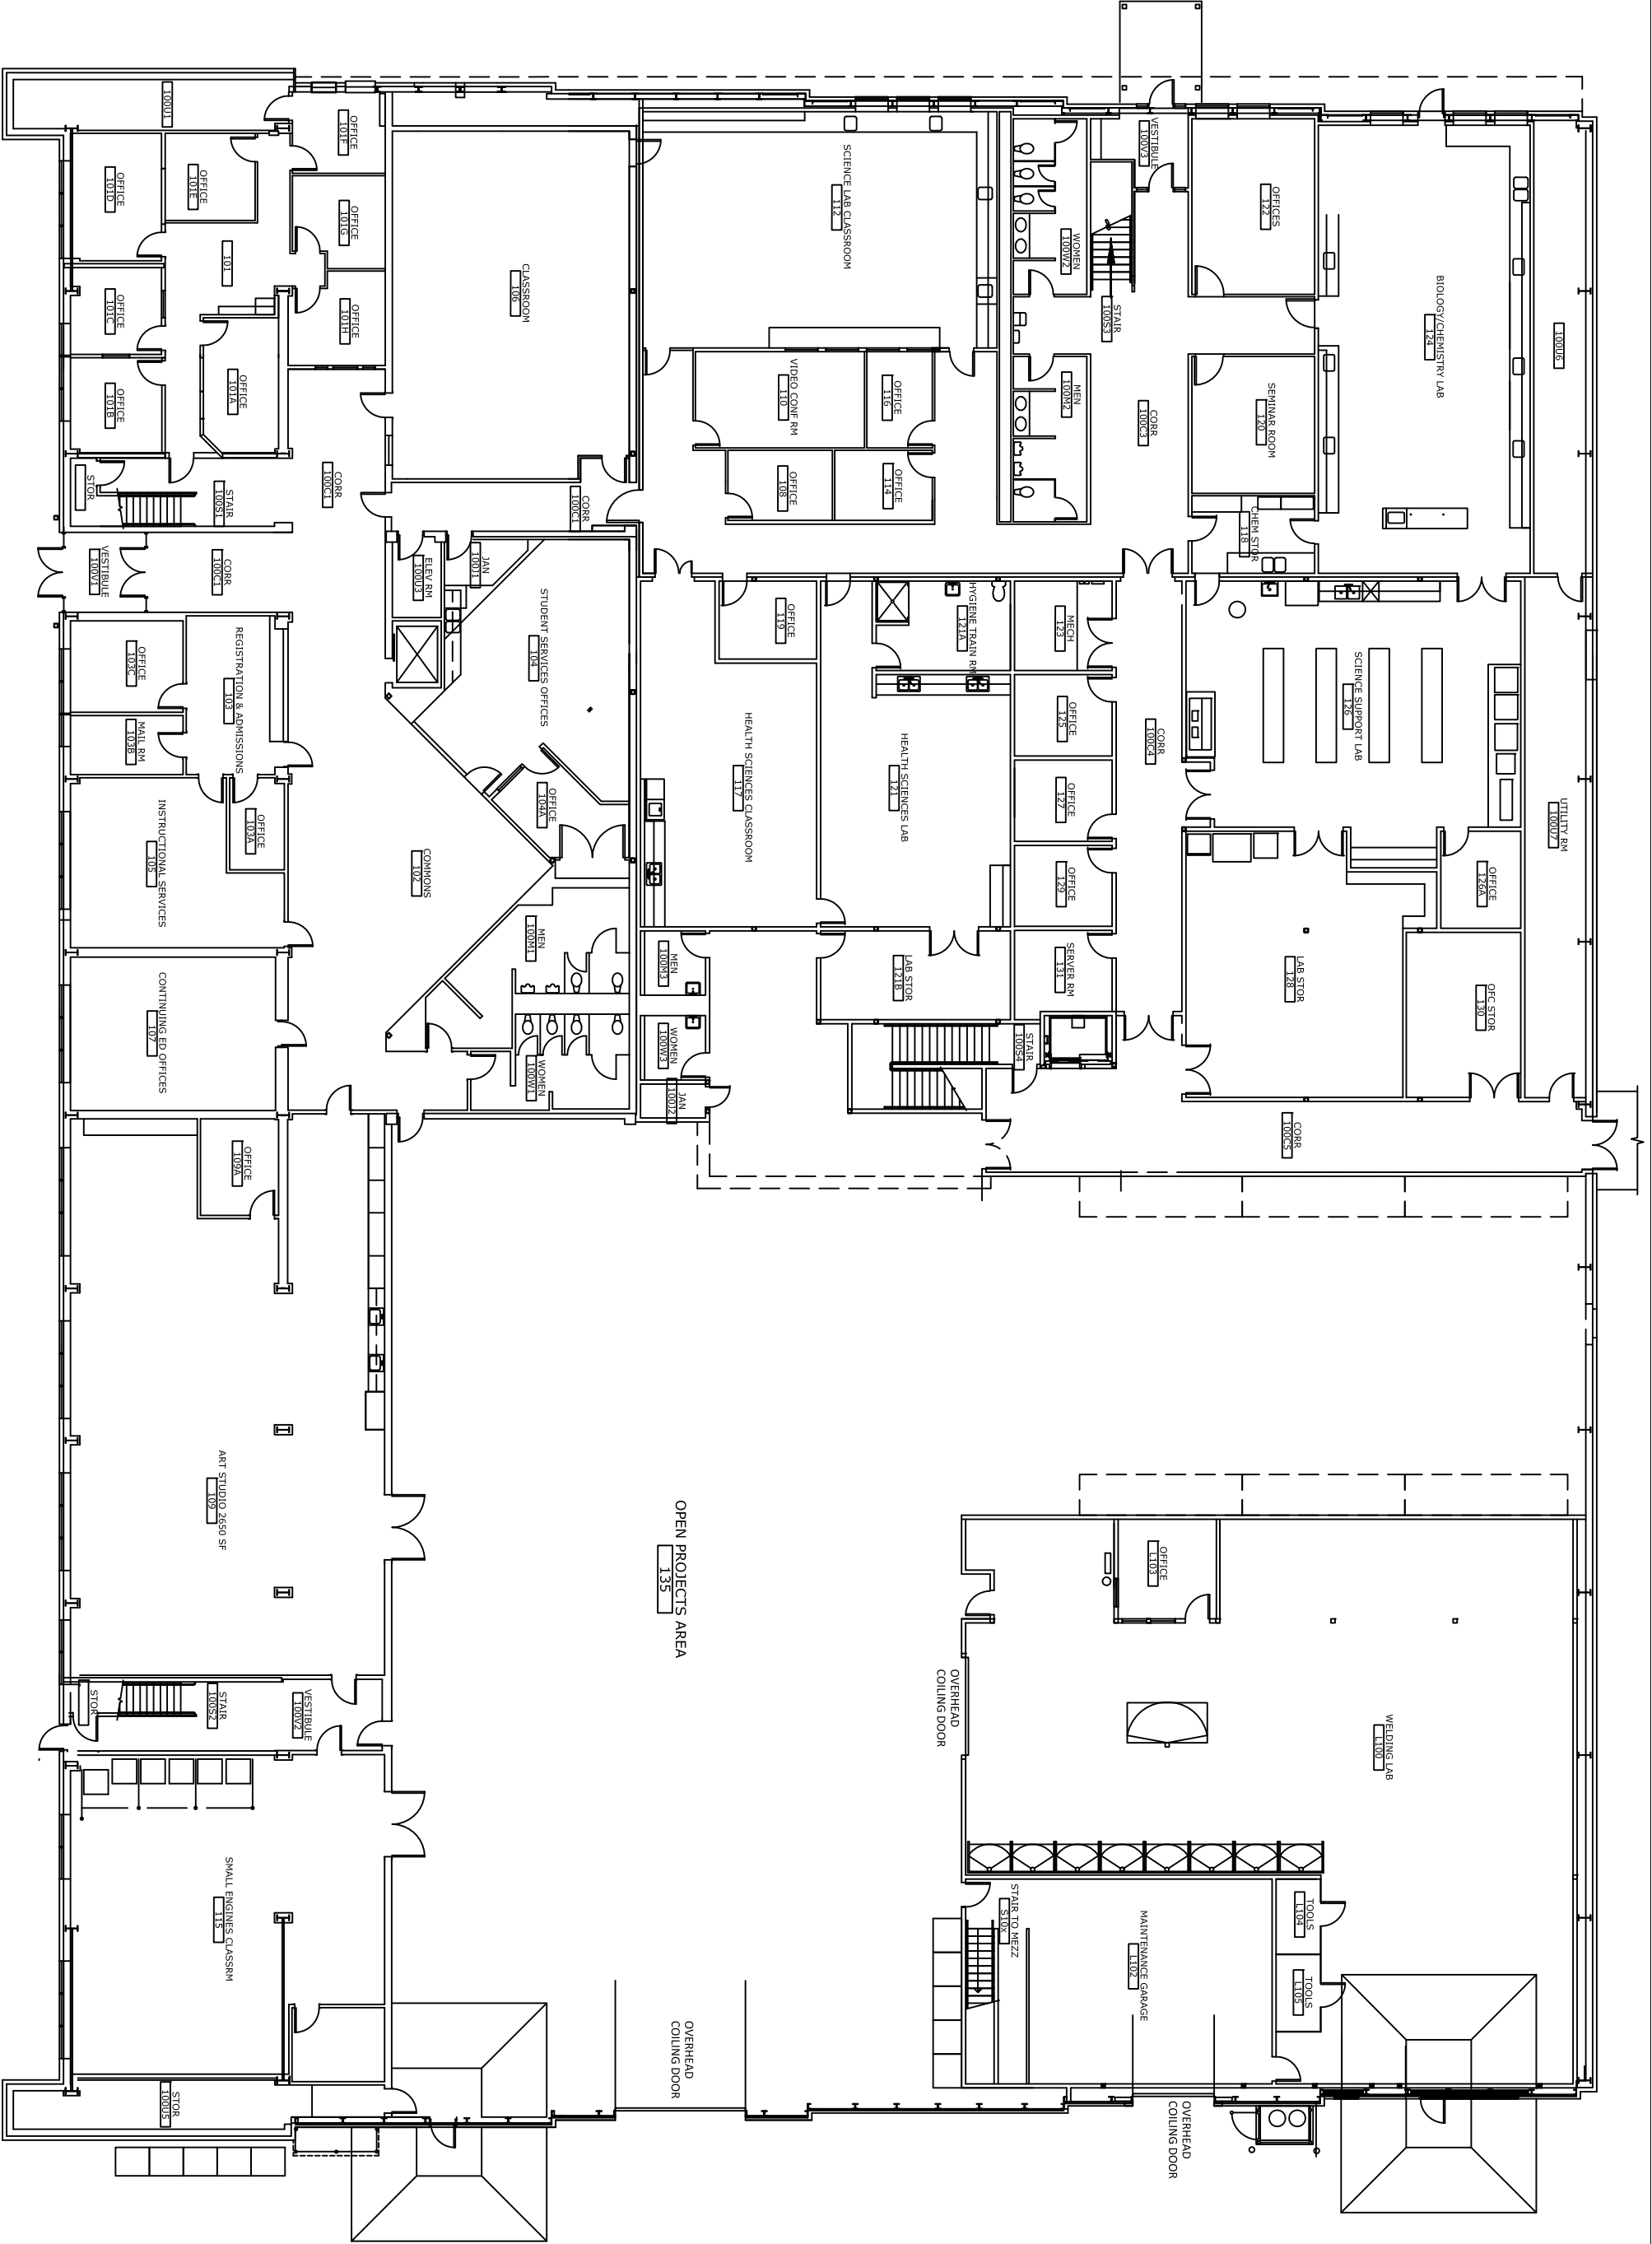 100U1
OFFICE
101F
OFFICE
101D
OFFICE
101E
OFFICE
101G
101
OFFICE
101C
OFFICE
101H
OFFICE
101A
OFFICE
101B
STOR
STAIR
100S1
CORR
100C1
VESTIBULE
100V1
CORR
100C1
CLASSROOM
106
CORR
100C1
JAN
100J1
ELEV RM
100U3
SCIENCE LAB CLASSROOM
112
VIDEO CONF RM
110
OFFICE
116
OFFICE
108
OFFICE
114
WOMEN
100W2
VESTIBULE
100V3
STAIR
100S3
MEN
100M2
CORR
100C3
OFFICES
122
SEMINAR ROOM
120
CHEM STOR
118
BIOLOGY/CHEMISTRY LAB
124
100U6
OFFICE
103C
REGISTRATION & ADMISSIONS
103
MAIL RM
103B
OFFICE
103A
INSTRUCTIONAL SERVICES
105
CONTINUING ED OFFICES
107
COMMONS
102
STUDENT SERVICES OFFICES
104
OFFICE
104A
MEN
100M1
WOMEN
100W1
OFFICE
119
HEALTH SCIENCES CLASSROOM
117
HYGIENE TRAIN RM
121A
HEALTH SCIENCES LAB
121
LAB STOR
121B
MEN
100M3
WOMEN
100W3
JAN
100J2
MECH
123
OFFICE
125
OFFICE
127
OFFICE
129
SERVER RM
131
STAIR
100S4
CORR
100C4
SCIENCE SUPPORT LAB
126
OFFICE
126A
LAB STOR
128
OFC STOR
130
UTILITY RM
100U7
CORR
100C5
OFFICE
109A
ART STUDIO 2650 SF
109
STOR
STAIR
100S2
VESTIBULE
100V2
SMALL ENGINES CLASSRM
115
STOR
100U5
OPEN PROJECTS AREA
135
OVERHEAD
COILING DOOR
OFFICE
L103
WELDING LAB
L100
OVERHEAD
COILING DOOR
STAIR TO MEZZ
S10x
MAINTENANCE GARAGE
L102
TOOLS
L104
TOOLS
L105
OVERHEAD
COILING DOOR